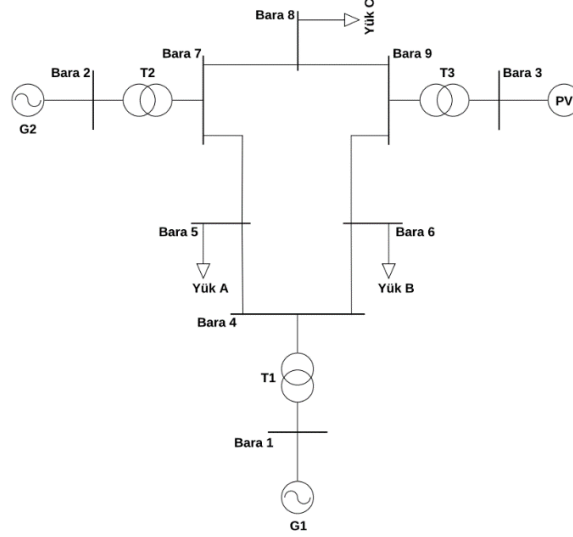 Bara 8
Yük C
Bara 7
Bara 9
Bara 2
T2
T3
Bara 3
G2
PV
Bara 5
Bara 6
Yük A
Yük B
Bara 4
T1
Bara 1
G1